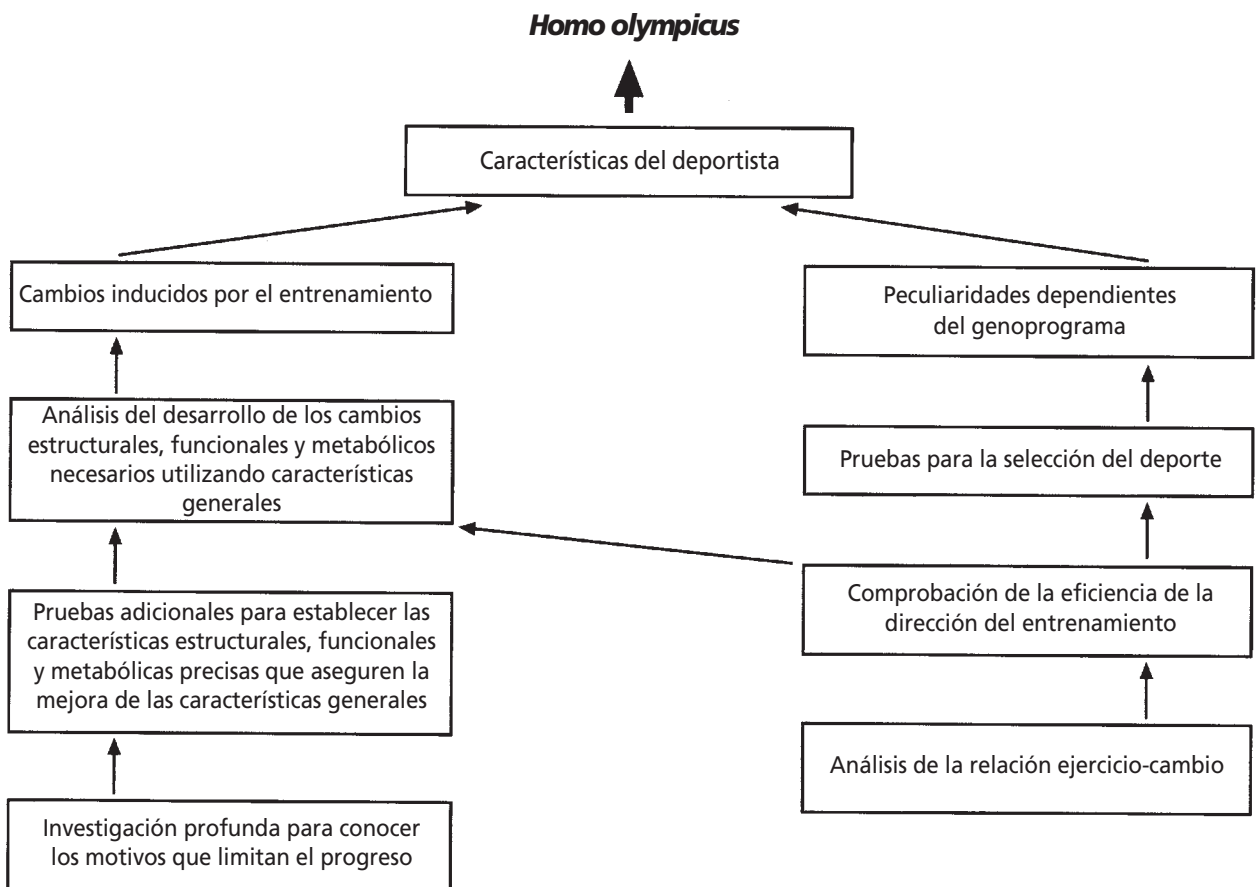 Homo olympicus
Características del deportista
Cambios inducidos por el entrenamiento
Peculiaridades dependientes
del genoprograma
Análisis del desarrollo de los cambios
estructurales, funcionales y metabólicos
necesarios utilizando características
generales
Pruebas para la selección del deporte
Pruebas adicionales para establecer las
características estructurales, funcionales
y metabólicas precisas que aseguren la
mejora de las características generales
Comprobación de la eficiencia de la
dirección del entrenamiento
Análisis de la relación ejercicio-cambio
Investigación profunda para conocer
los motivos que limitan el progreso